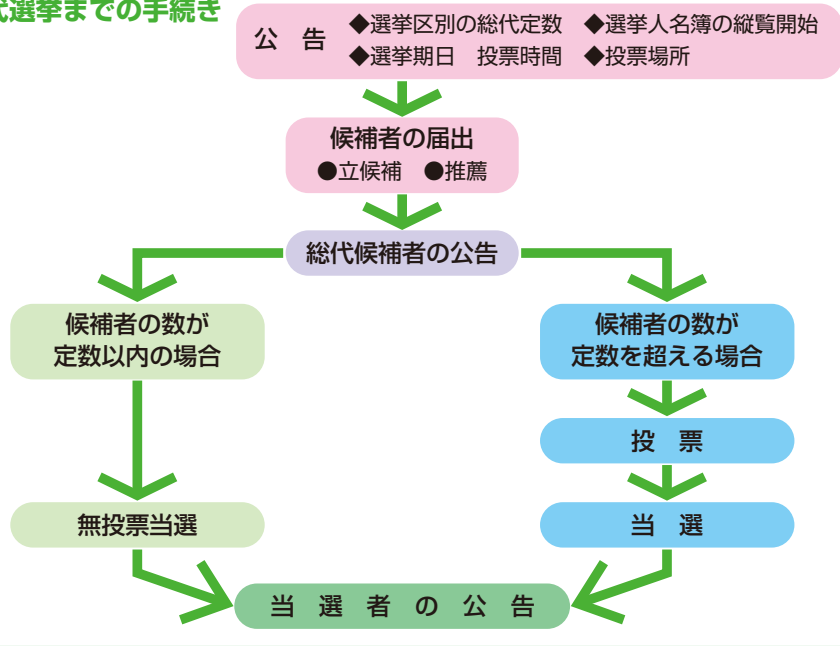 代選挙までの手続き
公 告
◆選挙区別の総代定数 ◆選挙人名簿の縦覧開始
◆選挙期日 投票時間 ◆投票場所
候補者の届出
●立候補 ●推薦
総代候補者の公告
候補者の数が
定数以内の場合
候補者の数が
定数を超える場合
投 票
無投票当選
当 選
当 選 者 の 公 告